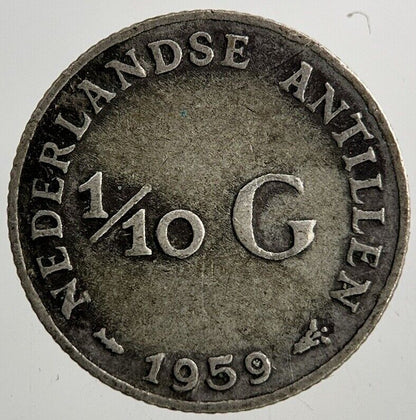 NEDERLANDSE ANTILLEN
1/10 G
1959